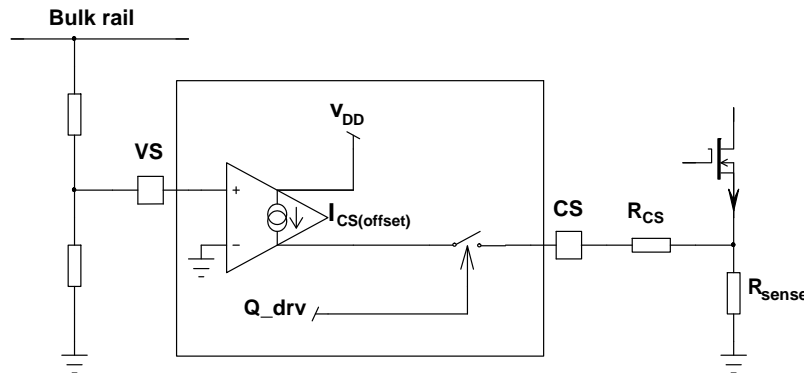 Bulk rail
VDD
VS
+
ICS(offset)
CS
RCS
−
Q_drv
Rsense